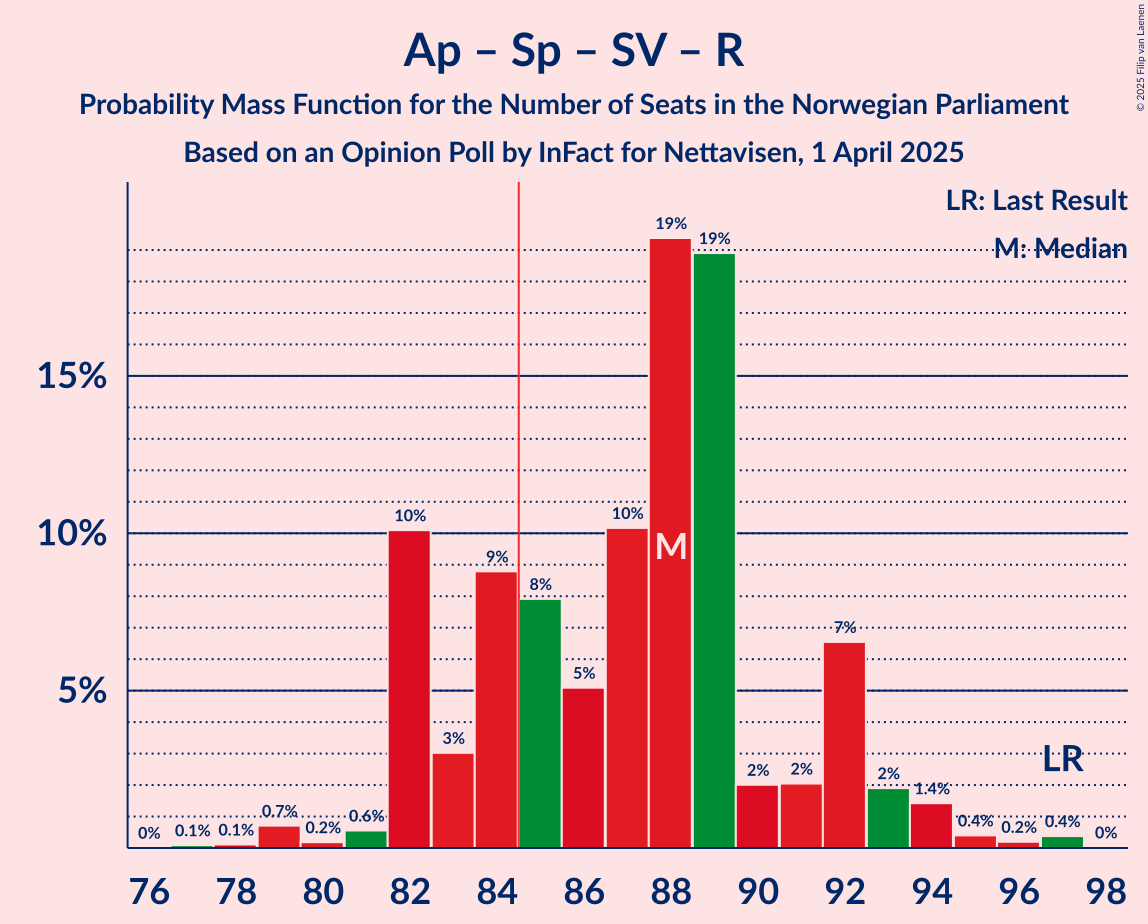 Ap – Sp – SV – R
Probability Mass Function for the Number of Seats in the Norwegian Parliament
Based on an Opinion Poll by InFact for Nettavisen, 1 April 2025
© 2025 Filip van Laenen
LR: Last Result
M: Median
15%
10%
5%
0%
0.1%
0.1%
0.7%
0.2%
0.6%
10%
3%
9%
8%
5%
10%
19%
19%
2%
2%
7%
2%
1.4%
0.4%
0.2%
0.4%
0%
M
LR
76 78 80 82 84 86 88 90 92 94 96 98